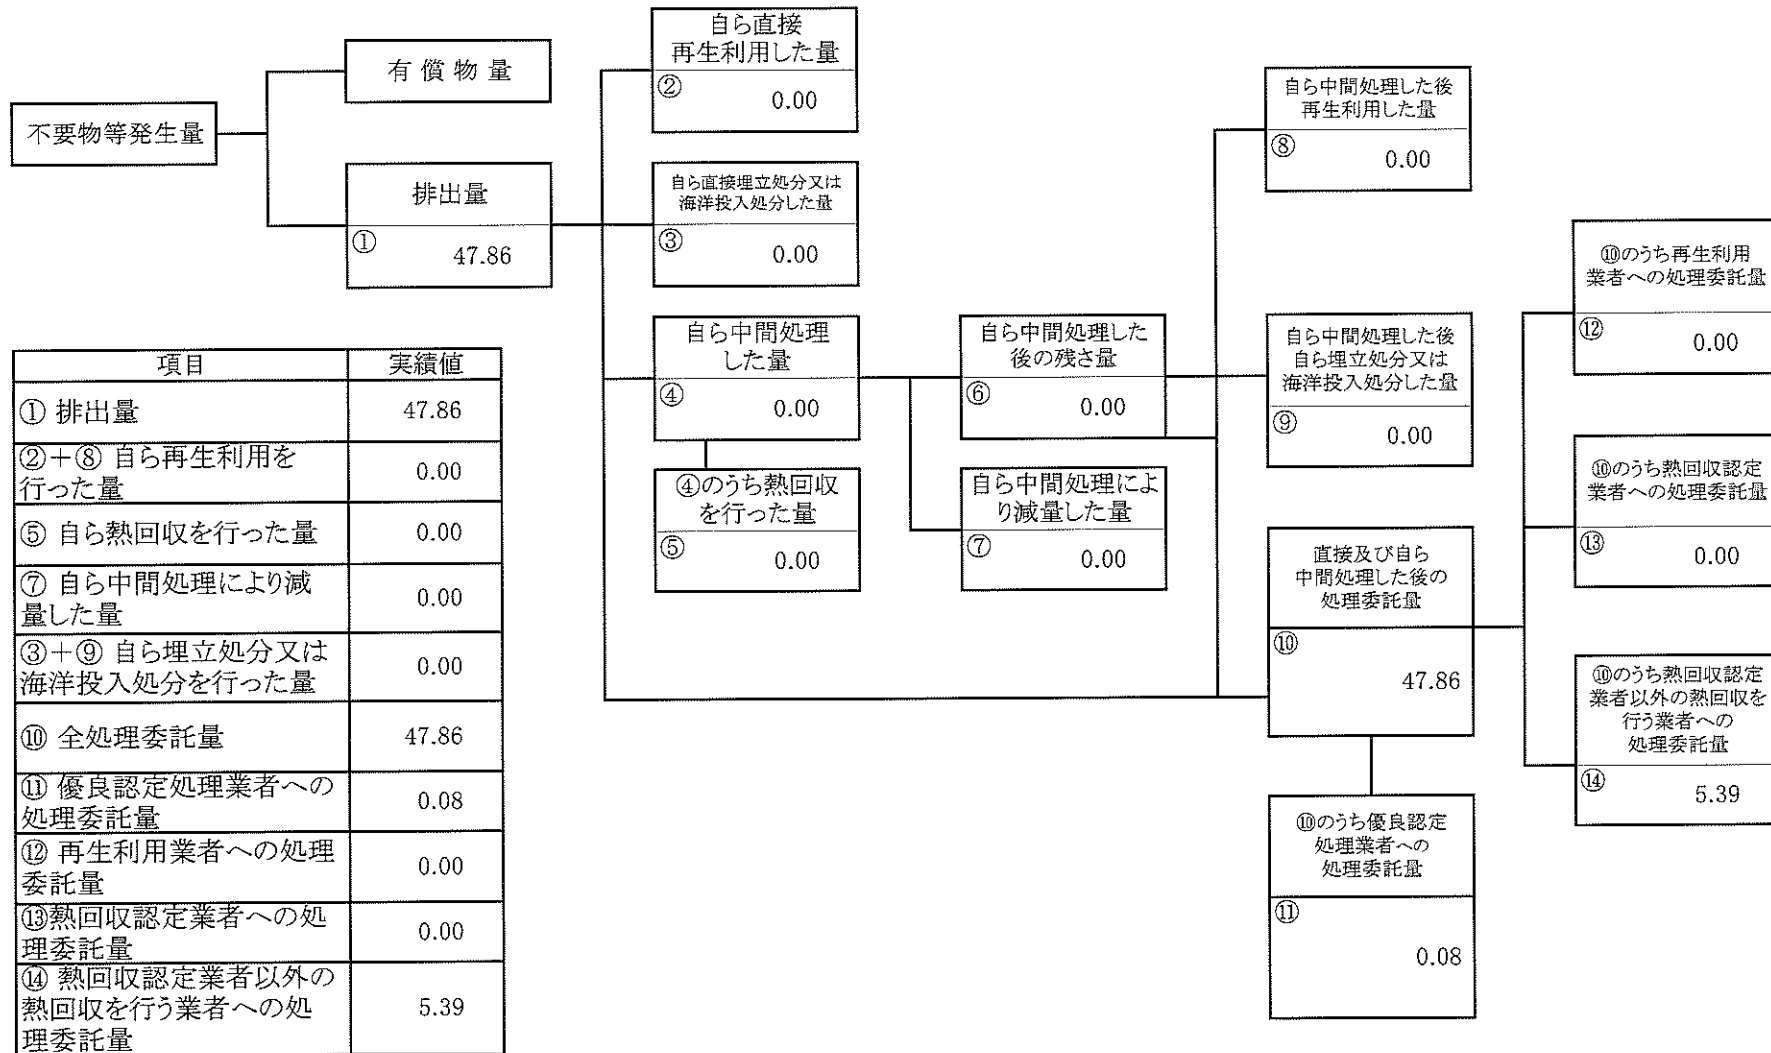 不要物等発生量
有償物量
排出量
①
47.86
自ら直接
再生利用した量
②
0.00
自ら直接埋立処分又は
海洋投入処分した量
③
0.00
自ら中間処理
した量
④
0.00
④のうち熱回収
を行った量
⑤
0.00
自ら中間処理した
後の残さ量
⑥
0.00
自ら中間処理によ
り減量した量
⑦
0.00
自ら中間処理した後
再生利用した量
⑧
0.00
自ら中間処理した後
自ら埋立処分又は
海洋投入処分した量
⑨
0.00
直接及び自ら
中間処理した後の
処理委託量
⑩
47.86
⑩のうち優良認定
処理業者への
処理委託量
⑪
0.08
⑩のうち再生利用
業者への処理委託量
⑫
0.00
⑩のうち熱回収認定
業者への処理委託量
⑬
0.00
⑩のうち熱回収認定
業者以外の熱回収を
行う業者への
処理委託量
⑭
5.39
項目 実績値
① 排出量 47.86
②+⑧ 自ら再生利用を
行った量 0.00
⑤ 自ら熱回収を行った量 0.00
⑦ 自ら中間処理により減
量した量 0.00
③+⑨ 自ら埋立処分又は
海洋投入処分を行った量 0.00
⑩ 全処理委託量 47.86
⑪ 優良認定処理業者への
処理委託量 0.08
⑫ 再生利用業者への処理
委託量 0.00
⑬熱回収認定業者への処
理委託量 0.00
⑭ 熱回収認定業者以外の
熱回収を行う業者への処
理委託量 5.39